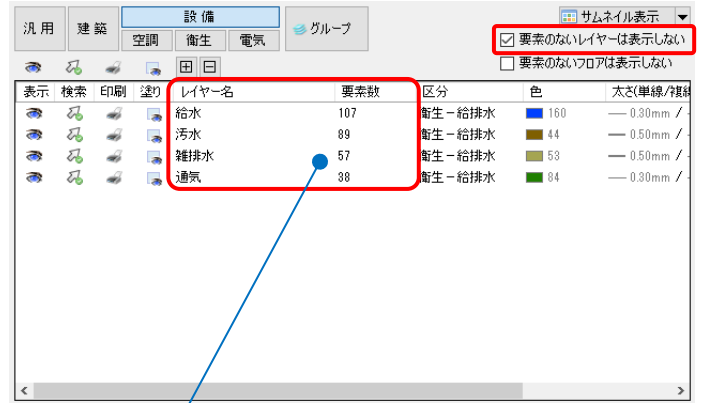 汎用 建築 設備 グループ サムネイル表示
空調 衛生 電気 要素のないレイヤーは表示しない
要素のないフロアは表示しない
表示 検索 印刷 塗り レイヤー名 要素数 区分 色 太さ(単線/複線
給水 107 衛生－給排水 160 0.30mm /
汚水 89 衛生－給排水 44 0.50mm /
雑排水 57 衛生－給排水 53 0.50mm /
通気 38 衛生－給排水 84 0.30mm /